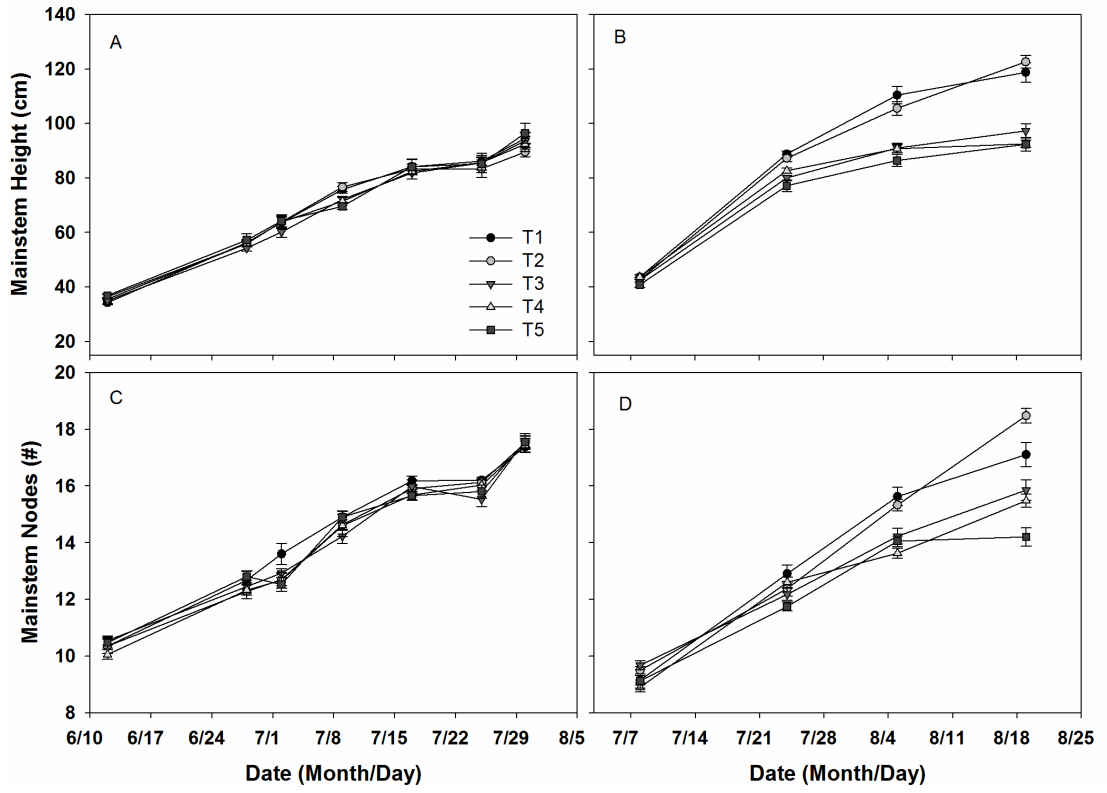 140
120
100
80
60
40
20
Mainstem Height (cm)
A
B
T1
T2
T3
T4
T5
20
18
16
14
12
10
8
Mainstem Nodes (#)
C
D
6/10 6/17 6/24 7/1 7/8 7/15 7/22 7/29 8/5
7/7 7/14 7/21 7/28 8/4 8/11 8/18 8/25
Date (Month/Day)
Date (Month/Day)